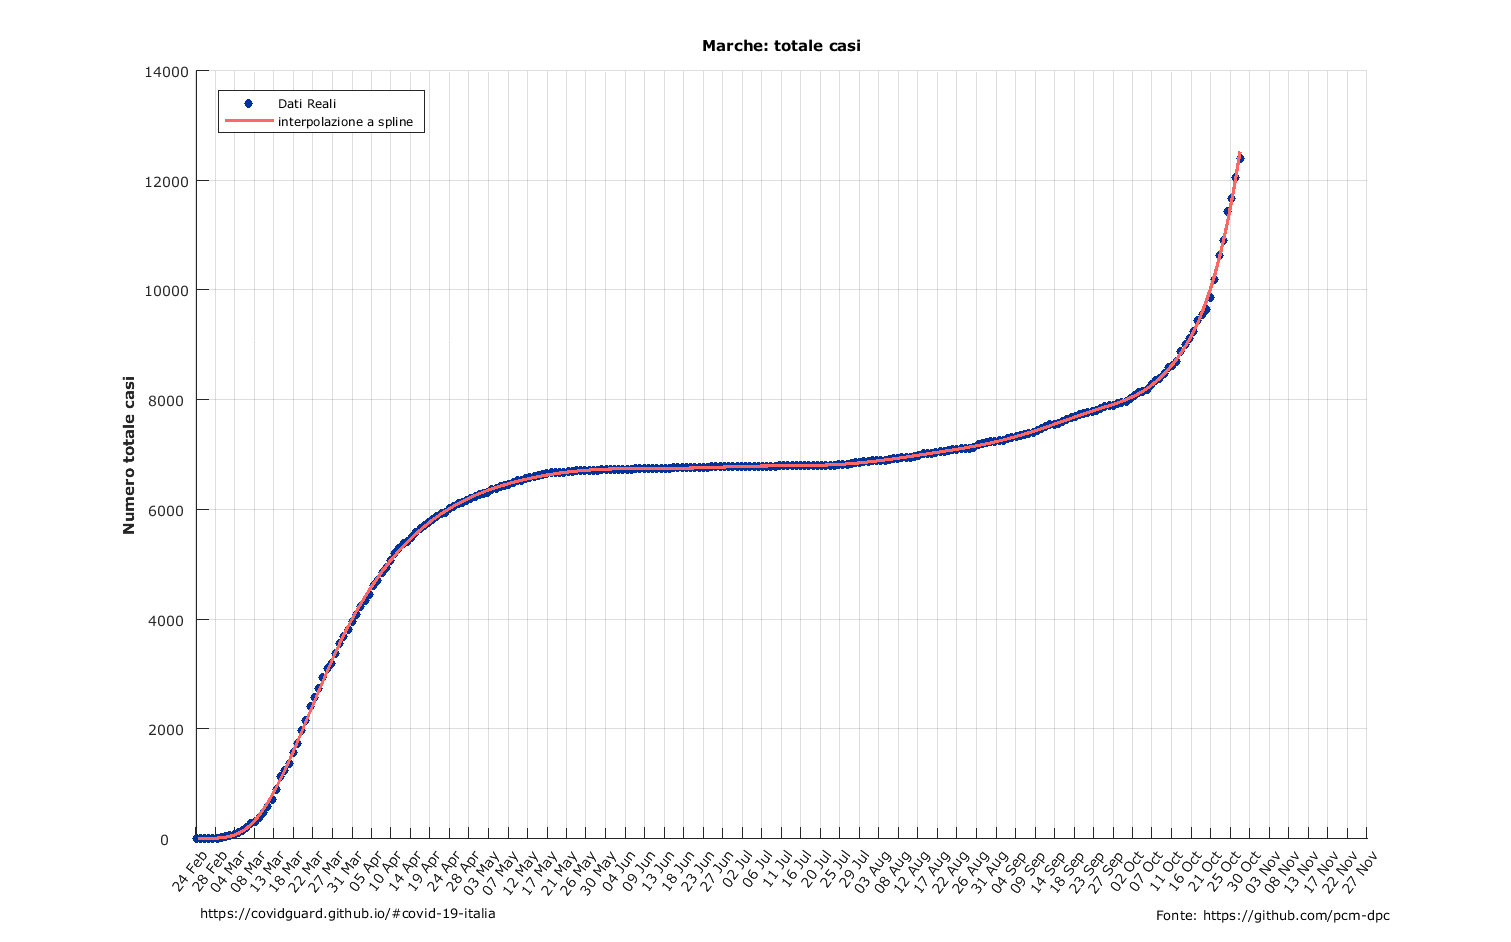 Marche: totale casi
14000
12000
10000
8000
6000
4000
2000
0
Numero totale casi
Dati Reali
interpolazione a spline
24 Feb
28 Feb
04 Mar
08 Mar
13 Mar
18 Mar
22 Mar
27 Mar
31 Mar
05 Apr
10 Apr
14 Apr
19 Apr
24 Apr
28 Apr
03 May
07 May
12 May
17 May
21 May
26 May
30 May
04 Jun
09 Jun
13 Jun
18 Jun
23 Jun
27 Jun
02 Jul
06 Jul
11 Jul
16 Jul
20 Jul
25 Jul
29 Jul
03 Aug
08 Aug
12 Aug
17 Aug
22 Aug
26 Aug
31 Aug
04 Sep
09 Sep
14 Sep
18 Sep
23 Sep
27 Sep
02 Oct
07 Oct
11 Oct
16 Oct
21 Oct
25 Oct
30 Oct
03 Nov
08 Nov
13 Nov
17 Nov
22 Nov
27 Nov
https://covidguard.github.io/#covid-19-italia
Fonte: https://github.com/pcm-dpc